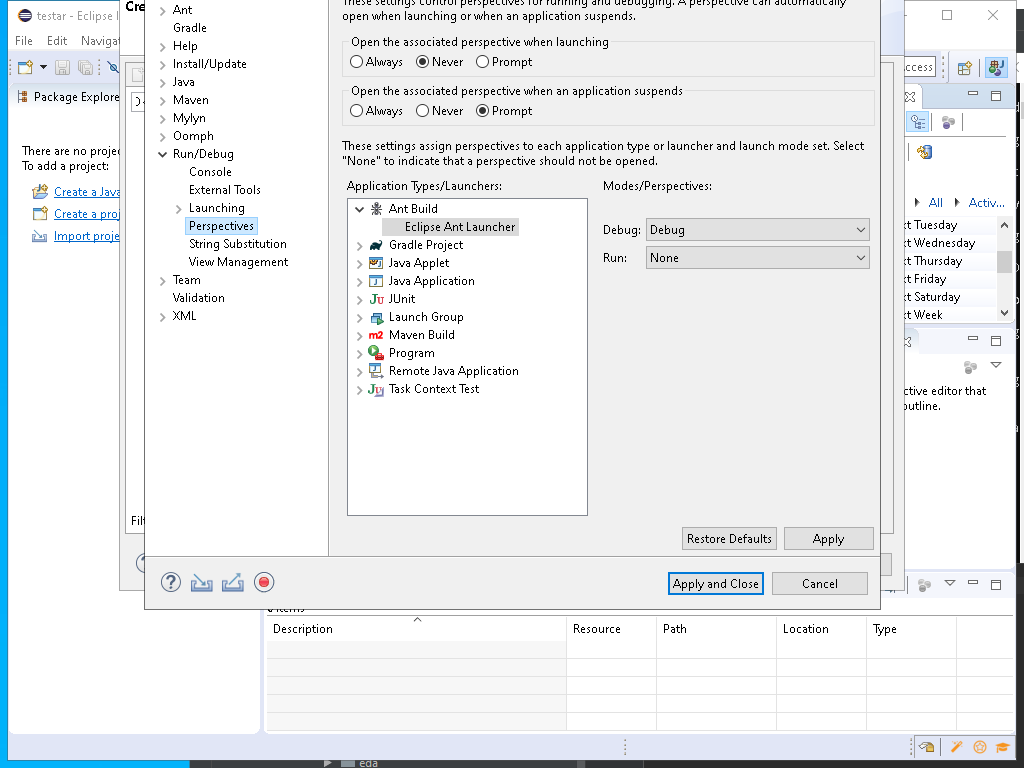 testar - Eclipse I
File Edit Navigat
Package Explore
There are no projec
To add a project:
Create a Java
Create a proj
Import proje
Cre
Filt
Ant
Gradle
Help
Install/Update
Java
Maven
Mylyn
Oomph
Run/Debug
Console
External Tools
Launching
Perspectives
String Substitution
View Management
Team
Validation
XML
These settings control perspectives for running and debugging. A perspective can automatically
open when launching or when an application suspends.
Open the associated perspective when launching
Always Never Prompt
Open the associated perspective when an application suspends
Always Never Prompt
These settings assign perspectives to each application type or launcher and launch mode set. Select
"None" to indicate that a perspective should not be opened.
Application Types/Launchers:
Ant Build
Eclipse Ant Launcher
Gradle Project
Java Applet
Java Application
JUnit
Launch Group
Maven Build
Program
Remote Java Application
Task Context Test
Modes/Perspectives:
Debug: Debug
Run: None
Restore Defaults Apply
Apply and Close Cancel
ccess
All Activ...
xt Tuesday
xt Wednesday
xt Thursday
xt Friday
xt Saturday
xt Week
ctive editor that
outline.
Description Resource Path Location Type
eda